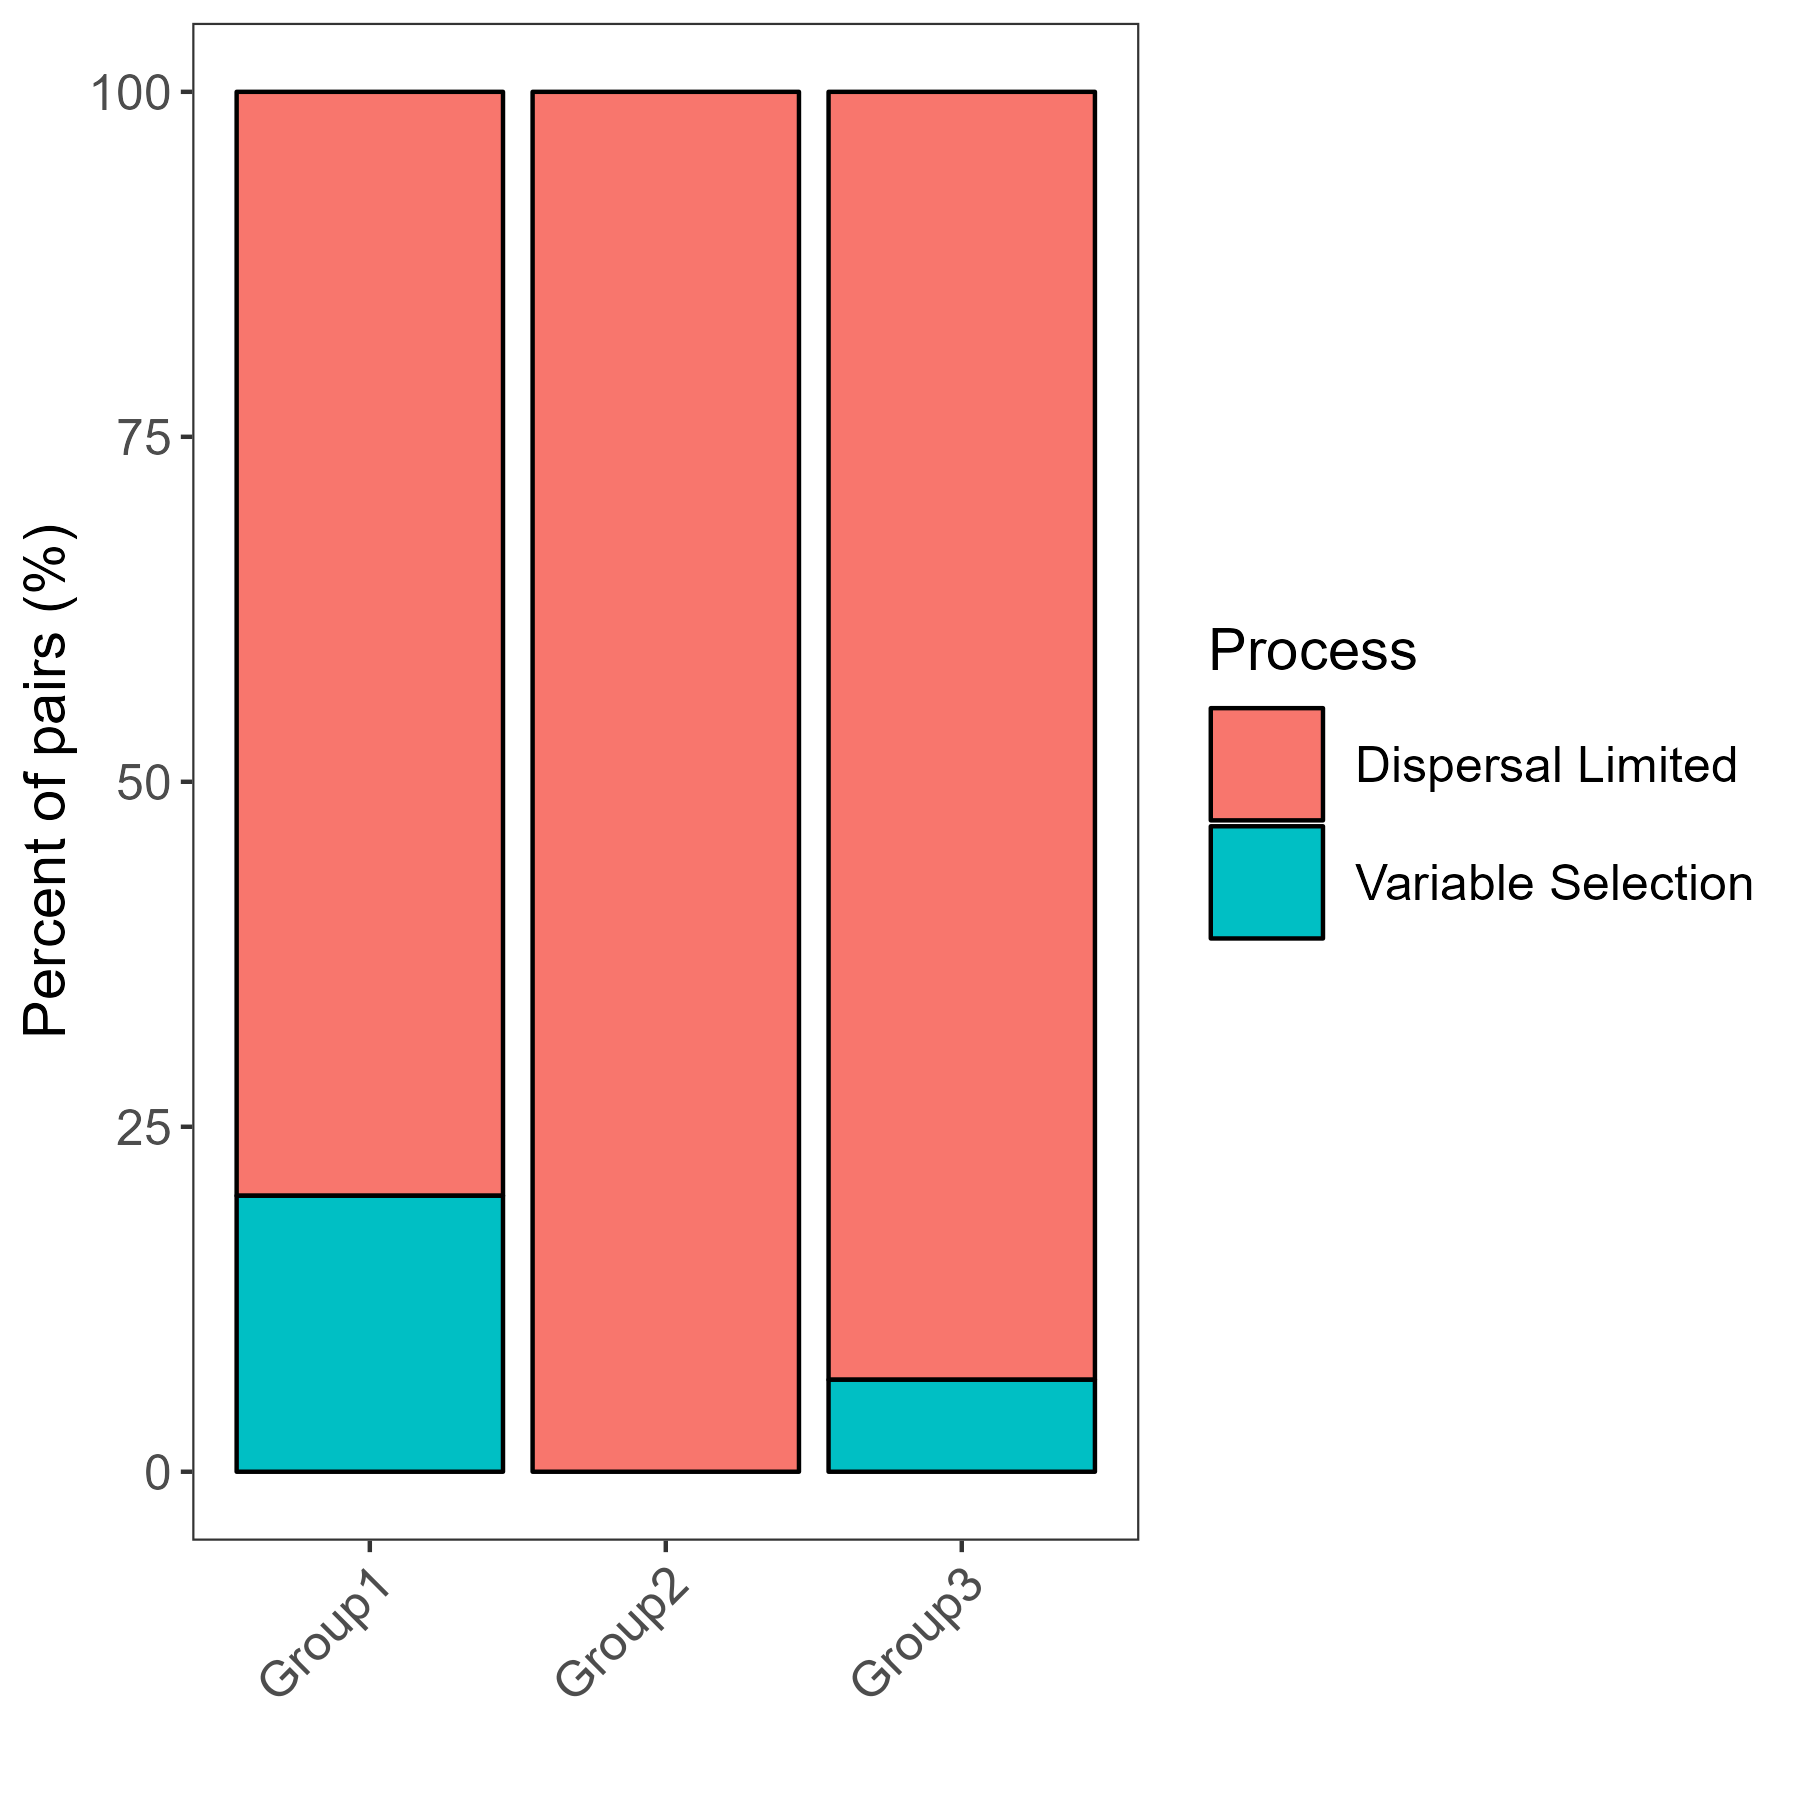 Percent of pairs (%)
100
75
50
25
0
Group1
Group2
Group3
Process
Dispersal Limited
Variable Selection